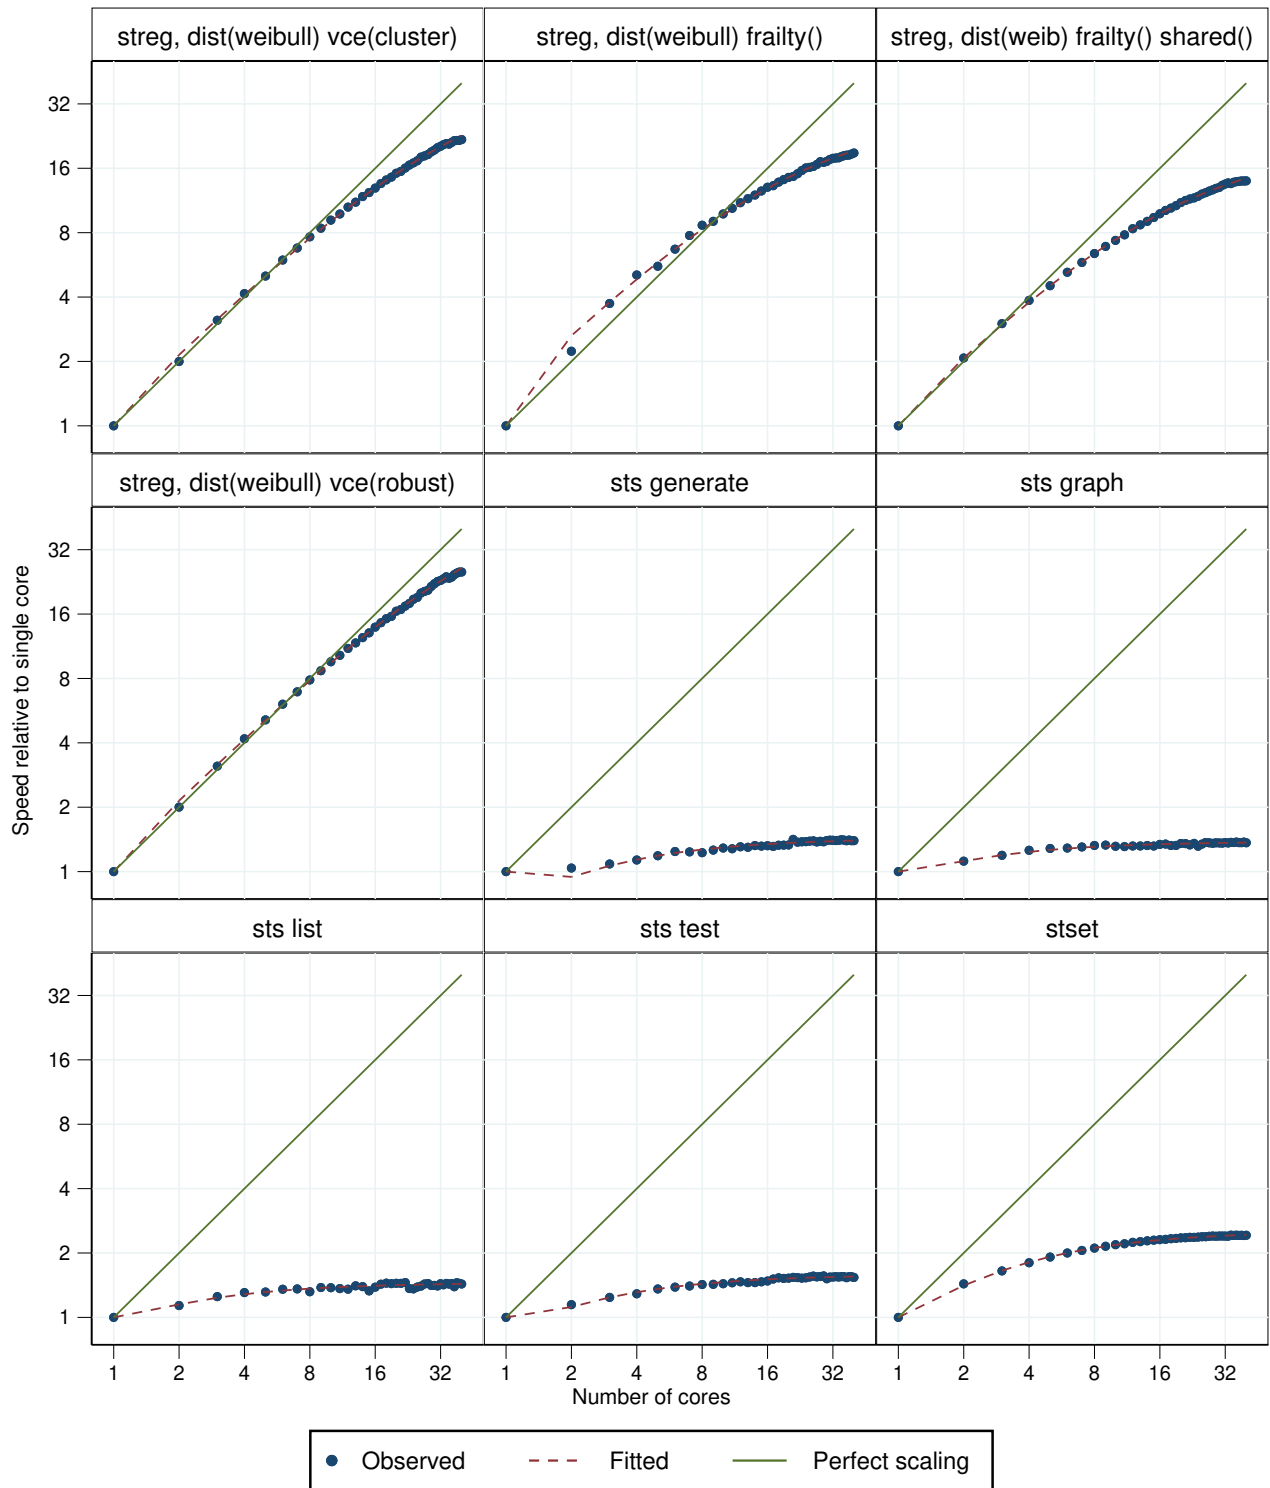 streg, dist(weibull) vce(cluster)
streg, dist(weibull) frailty()
streg, dist(weib) frailty() shared()
32
16
8
4
2
1
streg, dist(weibull) vce(robust)
sts generate
sts graph
32
16
8
4
2
1
Speed relative to single core
sts list
sts test
stset
32
16
8
4
2
1
1 2 4 8 16 32
1 2 4 8 16 32
1 2 4 8 16 32
Number of cores
Observed Fitted Perfect scaling